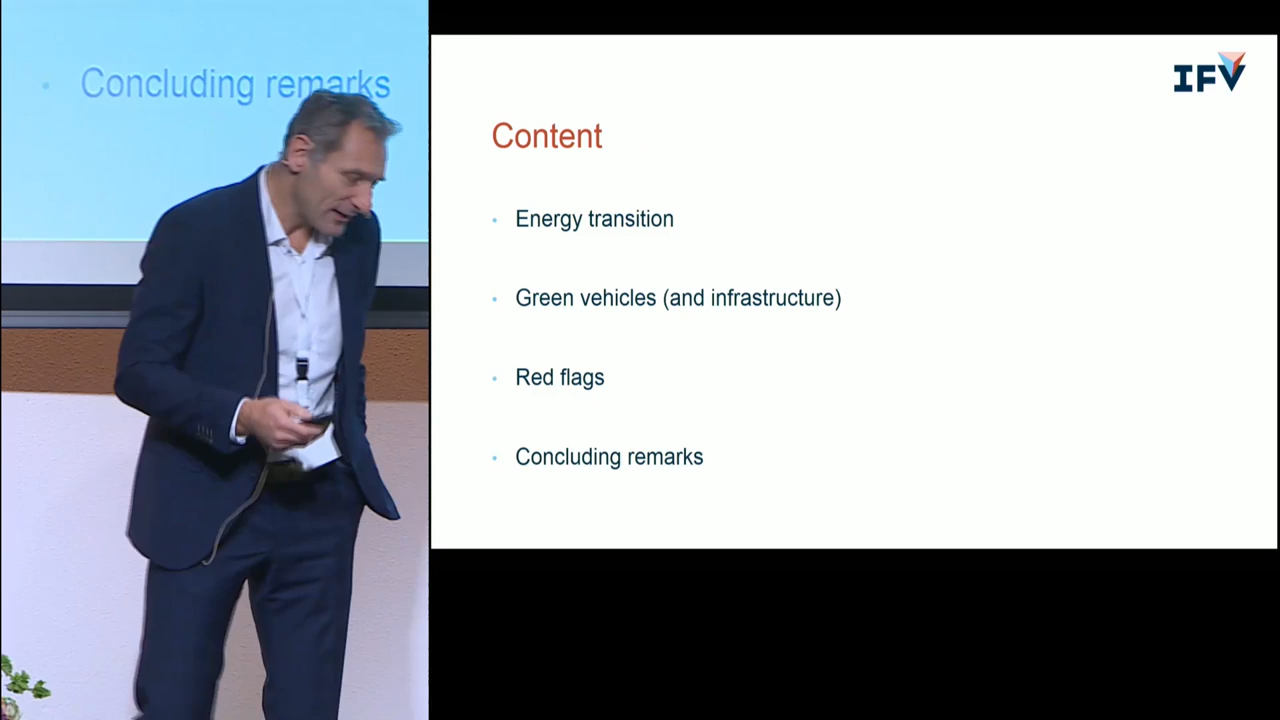 Concluding remarks
IFV
Content
Energy transition
Green vehicles (and infrastructure)
Red flags
Concluding remarks